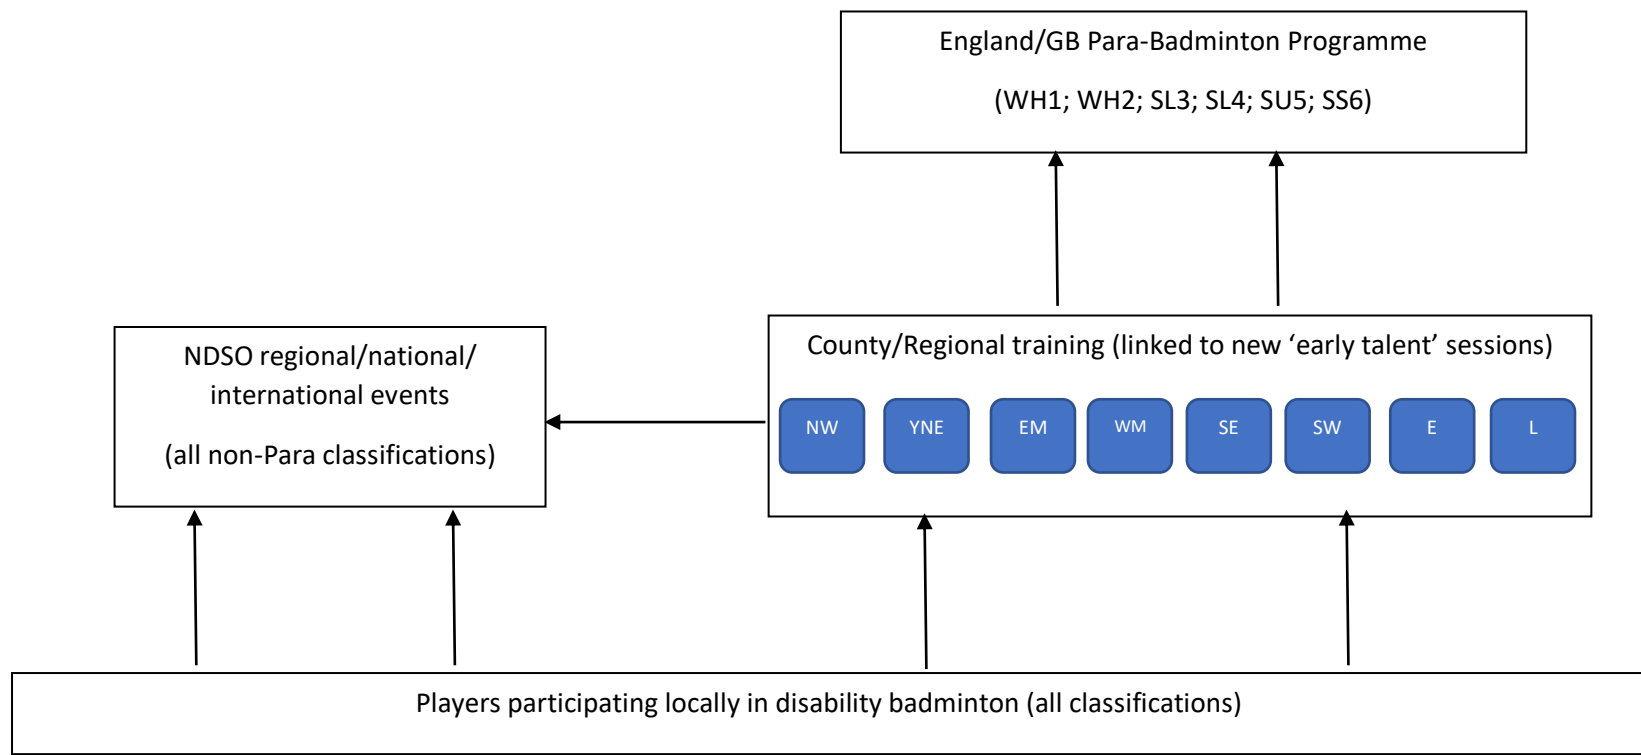 England/GB Para-Badminton Programme
(WH1; WH2; SL3; SL4; SU5; SS6)
NDSO regional/national/
international events
(all non-Para classifications)
County/Regional training (linked to new ‘early talent’ sessions)
NW
YNE
EM
WM
SE
SW
E
L
Players participating locally in disability badminton (all classifications)